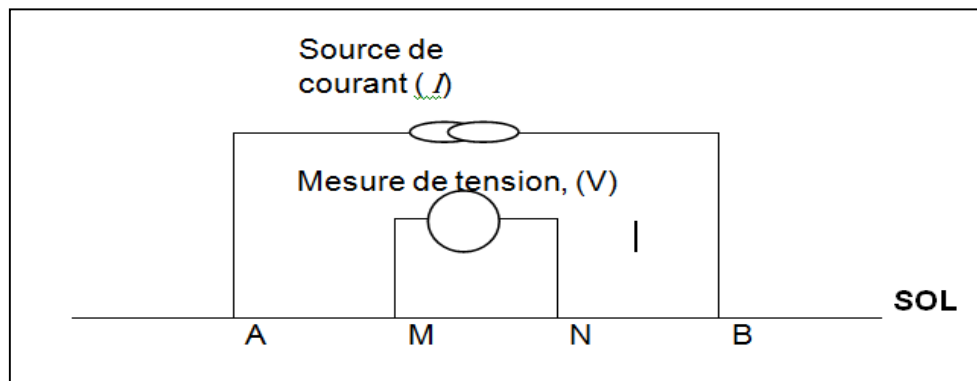 Source de
courant ( I)
Mesure de tension, (V)
SOL
A M N B